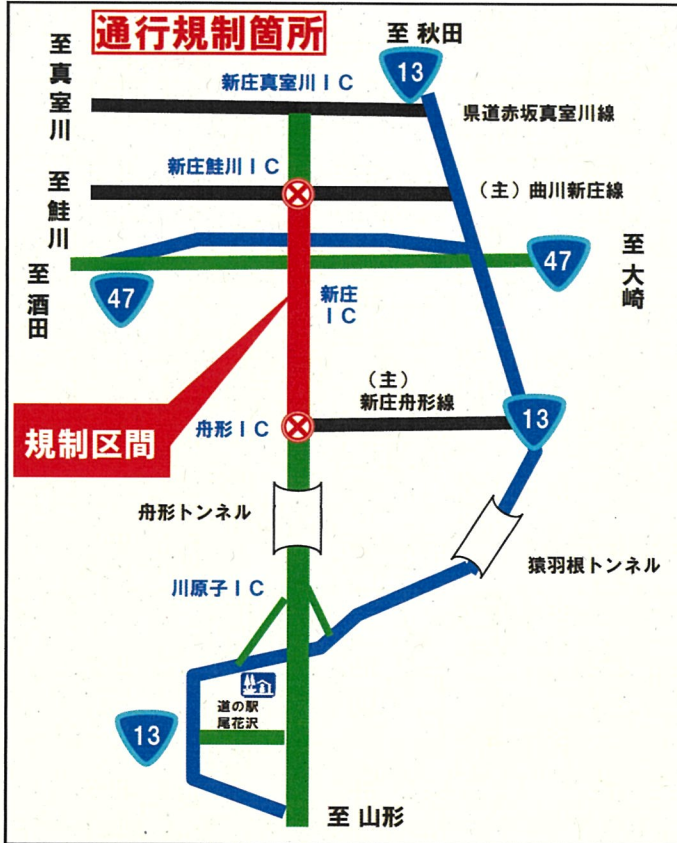 通行規制箇所
至 秋田
至真室川
13
新庄真室川IC
県道赤坂真室川線
新庄鮭川IC
至鮭川
(主)曲川新庄線
至酒田
47
新庄
IC
47
至大崎
(主)
新庄舟形線
規制区間
舟形IC
13
舟形トンネル
猿羽根トンネル
川原子IC
道の駅
尾花沢
13
至 山形